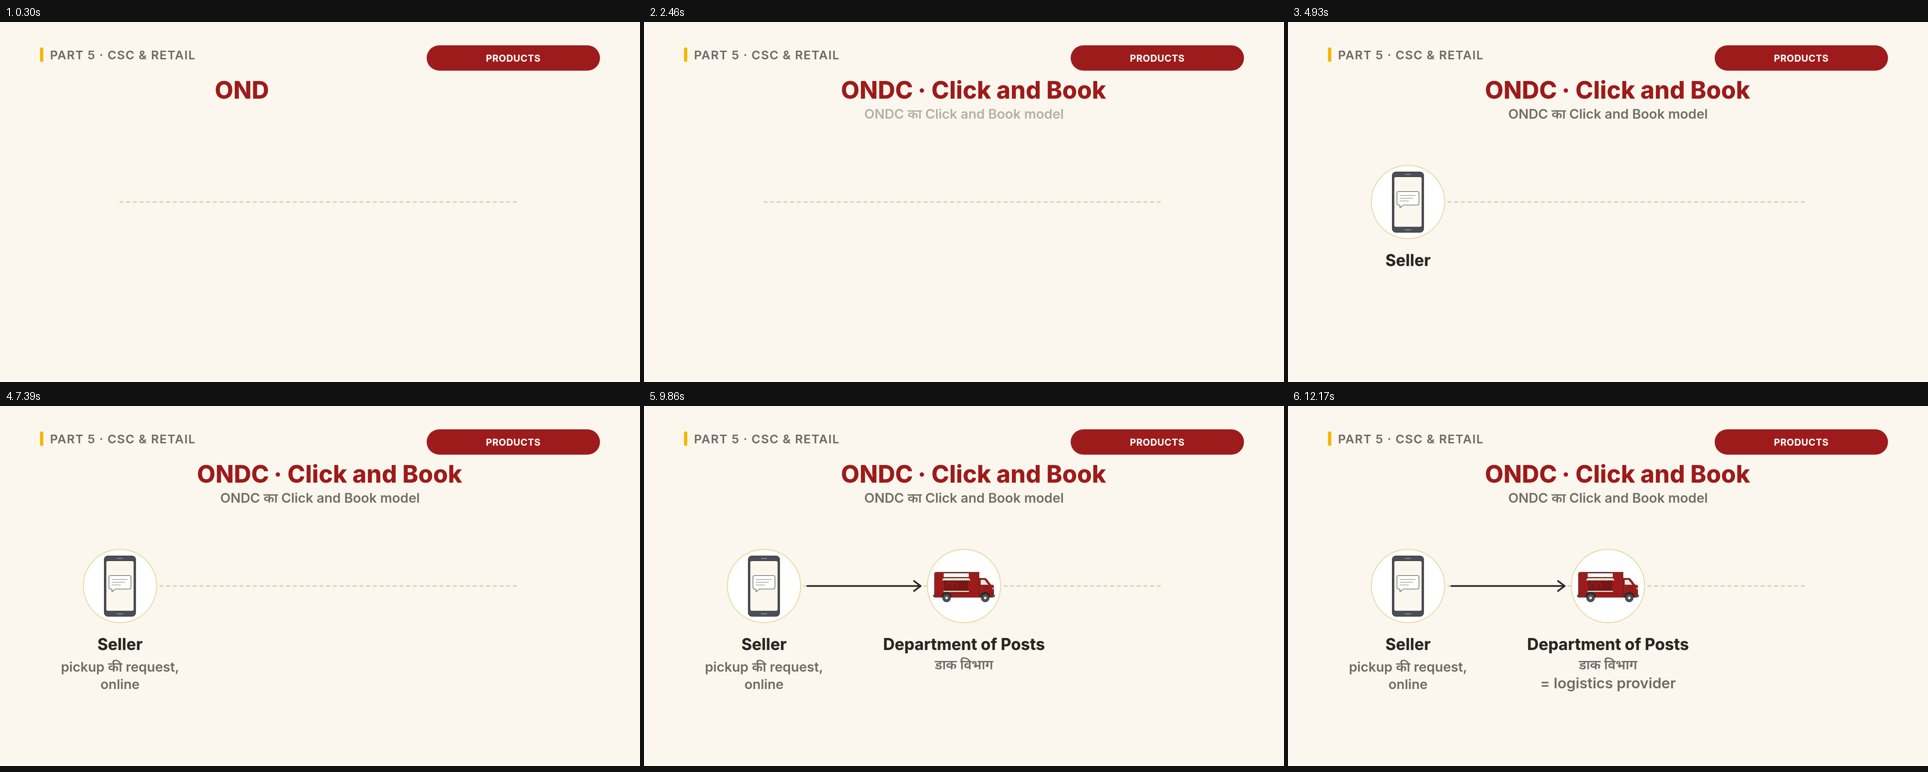 1. 0.30s
PART 5 · CSC & RETAIL
PRODUCTS
OND
2. 2.46s
PART 5 · CSC & RETAIL
PRODUCTS
ONDC · Click and Book
ONDC का Click and Book model
3. 4.93s
PART 5 · CSC & RETAIL
PRODUCTS
ONDC · Click and Book
ONDC का Click and Book model
Seller
4. 7.39s
PART 5 · CSC & RETAIL
PRODUCTS
ONDC · Click and Book
ONDC का Click and Book model
Seller
pickup की request,
online
5. 9.86s
PART 5 · CSC & RETAIL
PRODUCTS
ONDC · Click and Book
ONDC का Click and Book model
Seller
pickup की request,
online
Department of Posts
डाक विभाग
6. 12.17s
PART 5 · CSC & RETAIL
PRODUCTS
ONDC · Click and Book
ONDC का Click and Book model
Seller
pickup की request,
online
Department of Posts
डाक विभाग
= logistics provider